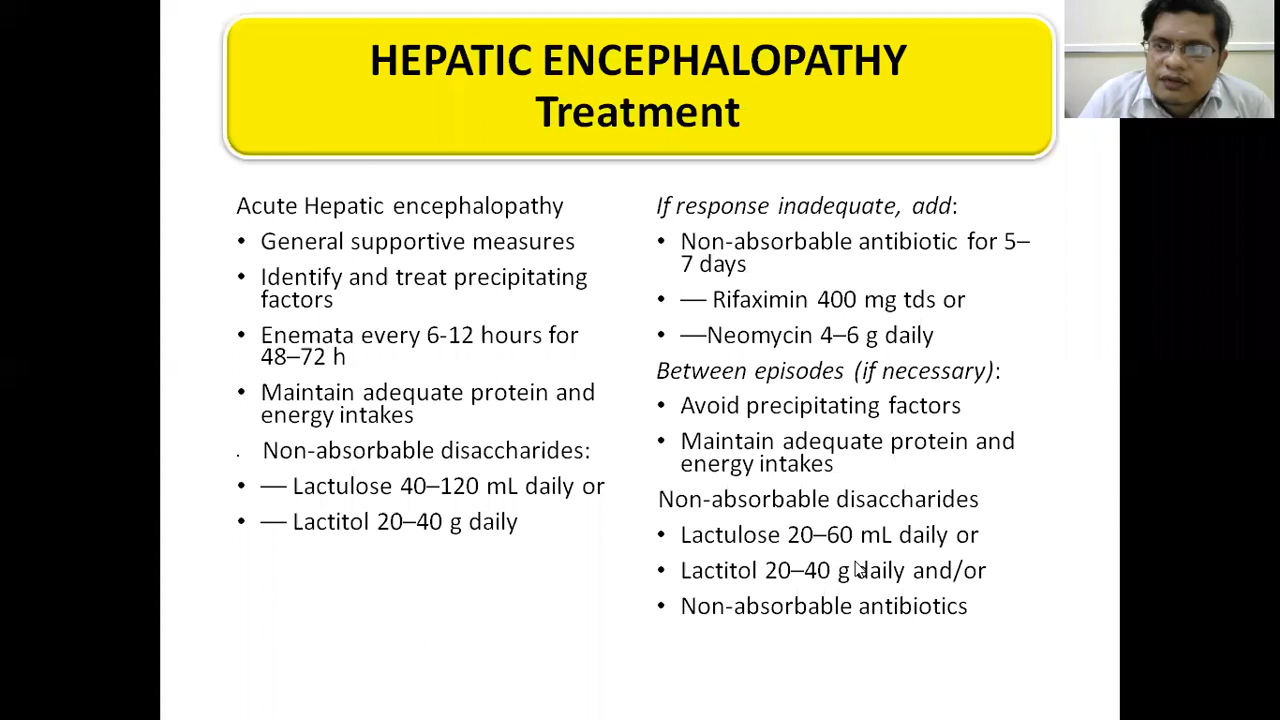 HEPATIC ENCEPHALOPATHY
Treatment
Acute Hepatic encephalopathy
• General supportive measures
• Identify and treat precipitating
factors
• Enemata every 6-12 hours for
48–72 h
• Maintain adequate protein and
energy intakes
. Non-absorbable disaccharides:
• — Lactulose 40–120 mL daily or
• — Lactitol 20–40 g daily
If response inadequate, add:
• Non-absorbable antibiotic for 5–
7 days
• — Rifaximin 400 mg tds or
• —Neomycin 4–6 g daily
Between episodes (if necessary):
• Avoid precipitating factors
• Maintain adequate protein and
energy intakes
Non-absorbable disaccharides
• Lactulose 20–60 mL daily or
• Lactitol 20–40 g daily and/or
• Non-absorbable antibiotics